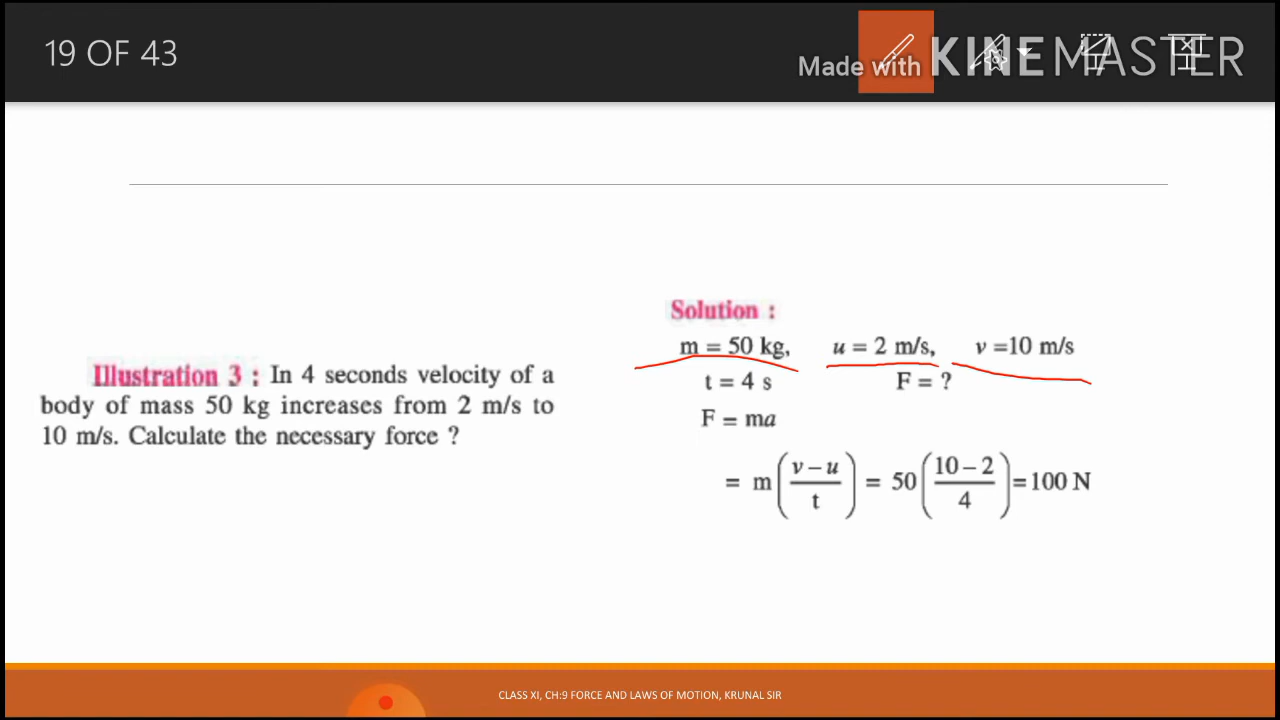 19 OF 43
Made with KINEMASTER
Solution :
m = 50 kg, u = 2 m/s, v =10 m/s
t = 4 s F = ?
F = ma
= m(v – u / t) = 50(10 – 2 / 4) = 100 N
Illustration 3 : In 4 seconds velocity of a
body of mass 50 kg increases from 2 m/s to
10 m/s. Calculate the necessary force ?
CLASS XI, CH:9 FORCE AND LAWS OF MOTION, KRUNAL SIR